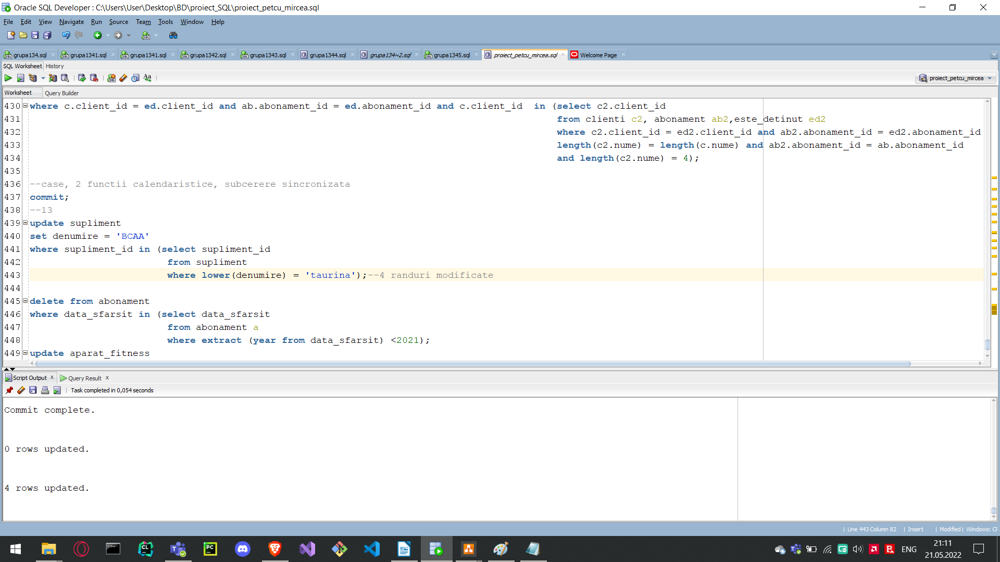 Oracle SQL Developer : C:\Users\User\Desktop\BD\proiect_SQL\proiect_petcu_mircea.sql
File Edit View Navigate Run Source Team Tools Window Help
grupa134.sql grupa1341.sql grupa1341.sql grupa1342.sql grupa1343.sql grupa1344.sql grupa134~2.sql grupa1345.sql proiect_petcu_mircea.sql Welcome Page
SQL Worksheet History
proiect_petcu_mircea
Worksheet Query Builder
430 where c.client_id = ed.client_id and ab.abonament_id = ed.abonament_id and c.client_id  in (select c2.client_id
431 from clienti c2, abonament ab2,este_detinut ed2
432 where c2.client_id = ed2.client_id and ab2.abonament_id = ed2.abonament_id
433 length(c2.nume) = length(c.nume) and ab2.abonament_id = ab.abonament_id
434 and length(c2.nume) = 4);
435
436 --case, 2 functii calendaristice, subcerere sincronizata
437 commit;
438 --13
439 update supliment
440 set denumire = 'BCAA'
441 where supliment_id in (select supliment_id
442 from supliment
443 where lower(denumire) = 'taurina');--4 randuri modificate
444
445 delete from abonament
446 where data_sfarsit in (select data_sfarsit
447 from abonament a
448 where extract (year from data_sfarsit) <2021);
449 update aparat_fitness
Script Output Query Result
Task completed in 0,054 seconds
Commit complete.
0 rows updated.
4 rows updated.
Line 443 Column 82 Insert Modified Windows: CF
ENG 21:11
21.05.2022